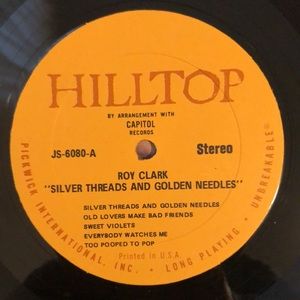 HILLTOP
BY ARRANGEMENT WITH
CAPITOL
RECORDS
JS-6080-A
Stereo
ROY CLARK
"SILVER THREADS AND GOLDEN NEEDLES"
SILVER THREADS AND GOLDEN NEEDLES
OLD LOVERS MAKE BAD FRIENDS
SWEET VIOLETS
EVERYBODY WATCHES ME
TOO POOPED TO POP
Printed in U.S.A.
PICKWICK INTERNATIONAL, INC. • LONG PLAYING • UNBREAKABLE